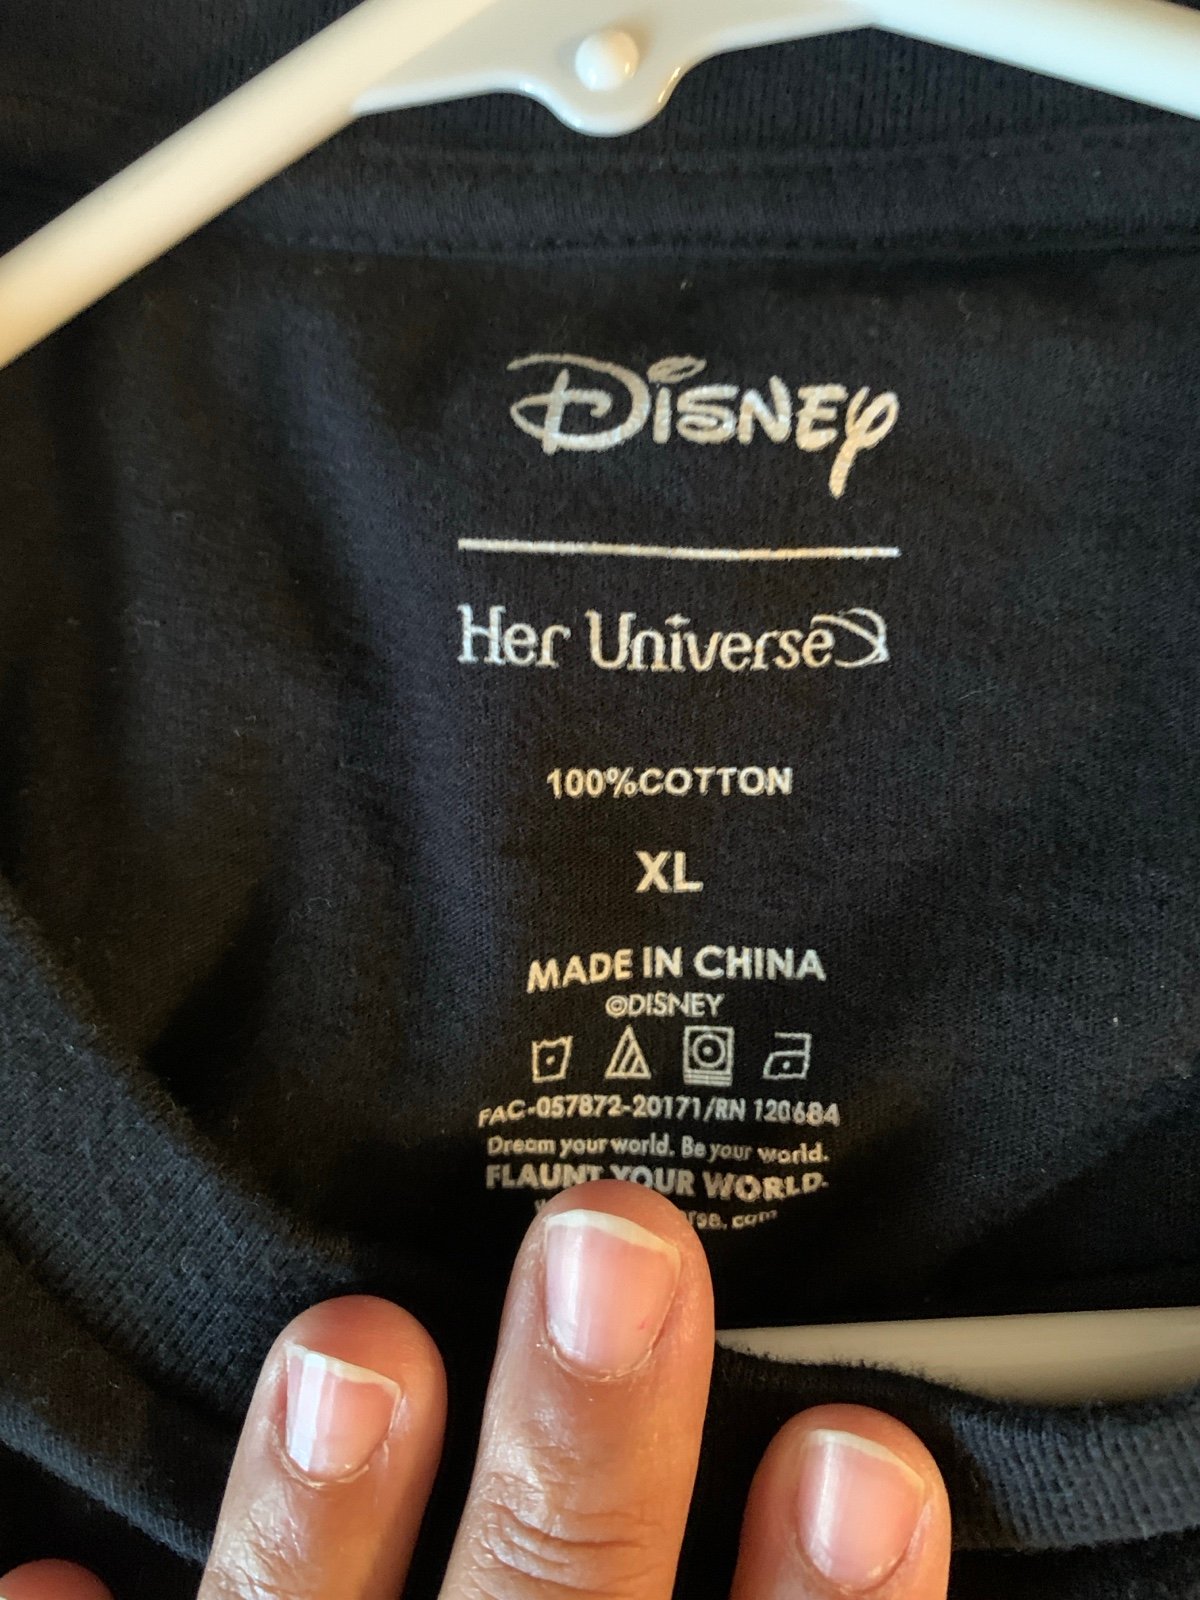 Disney
Her Universe
100%COTTON
XL
MADE IN CHINA
©DISNEY
FAC-057872-20171/RN 120684
Dream your world. Be your world.
FLAUNT YOUR WORLD.